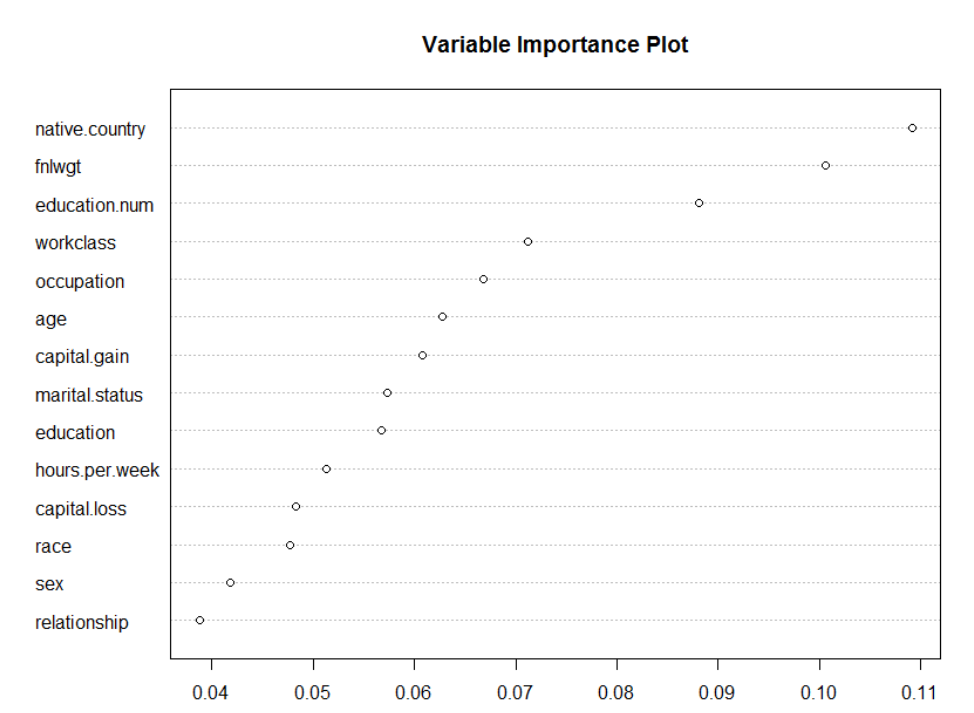 Variable Importance Plot
native.country
fnlwgt
education.num
workclass
occupation
age
capital.gain
marital.status
education
hours.per.week
capital.loss
race
sex
relationship
0.04 0.05 0.06 0.07 0.08 0.09 0.10 0.11